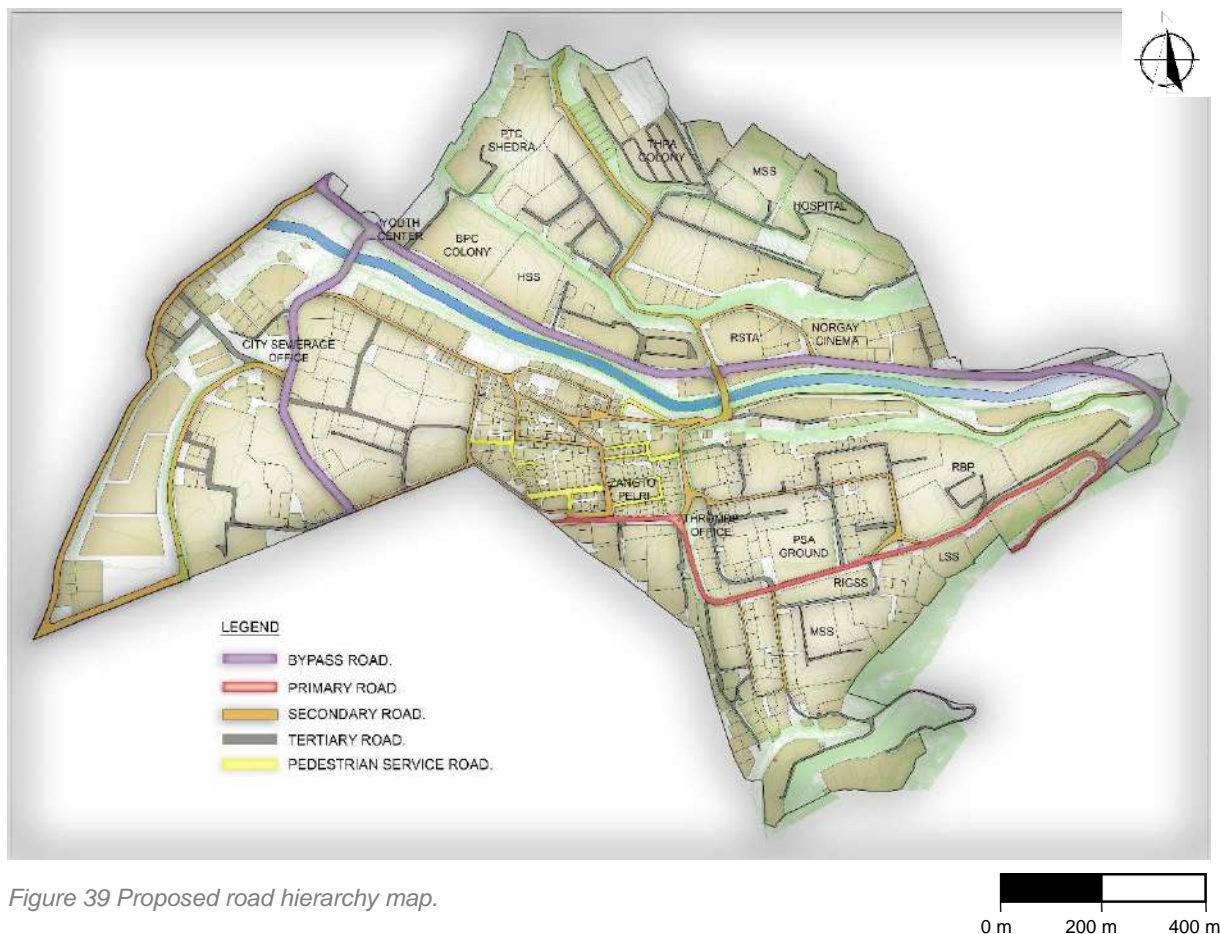 N
PTC
SHEDRA
THPA
COLONY
MSS
HOSPITAL
YOUTH
CENTER
BPC
COLONY
HSS
RSTA
NORGAY
CINEMA
CITY SEWERAGE
OFFICE
ZANGTO
PELRI
RBP
THROMDE
OFFICE
PSA
GROUND
LSS
RIGSS
MSS
LEGEND
BYPASS ROAD.
PRIMARY ROAD.
SECONDARY ROAD.
TERTIARY ROAD.
PEDESTRIAN SERVICE ROAD.
Figure 39 Proposed road hierarchy map.
0 m 200 m 400 m